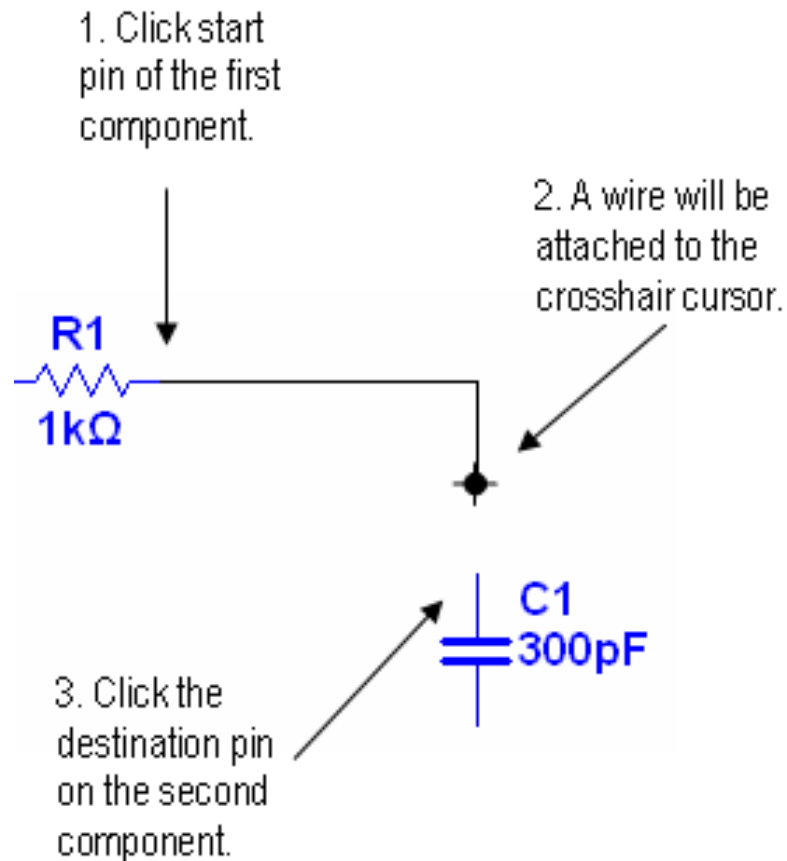 1. Click start
pin of the first
component.
2. A wire will be
attached to the
crosshair cursor.
R1
1kΩ
C1
300pF
3. Click the
destination pin
on the second
component.